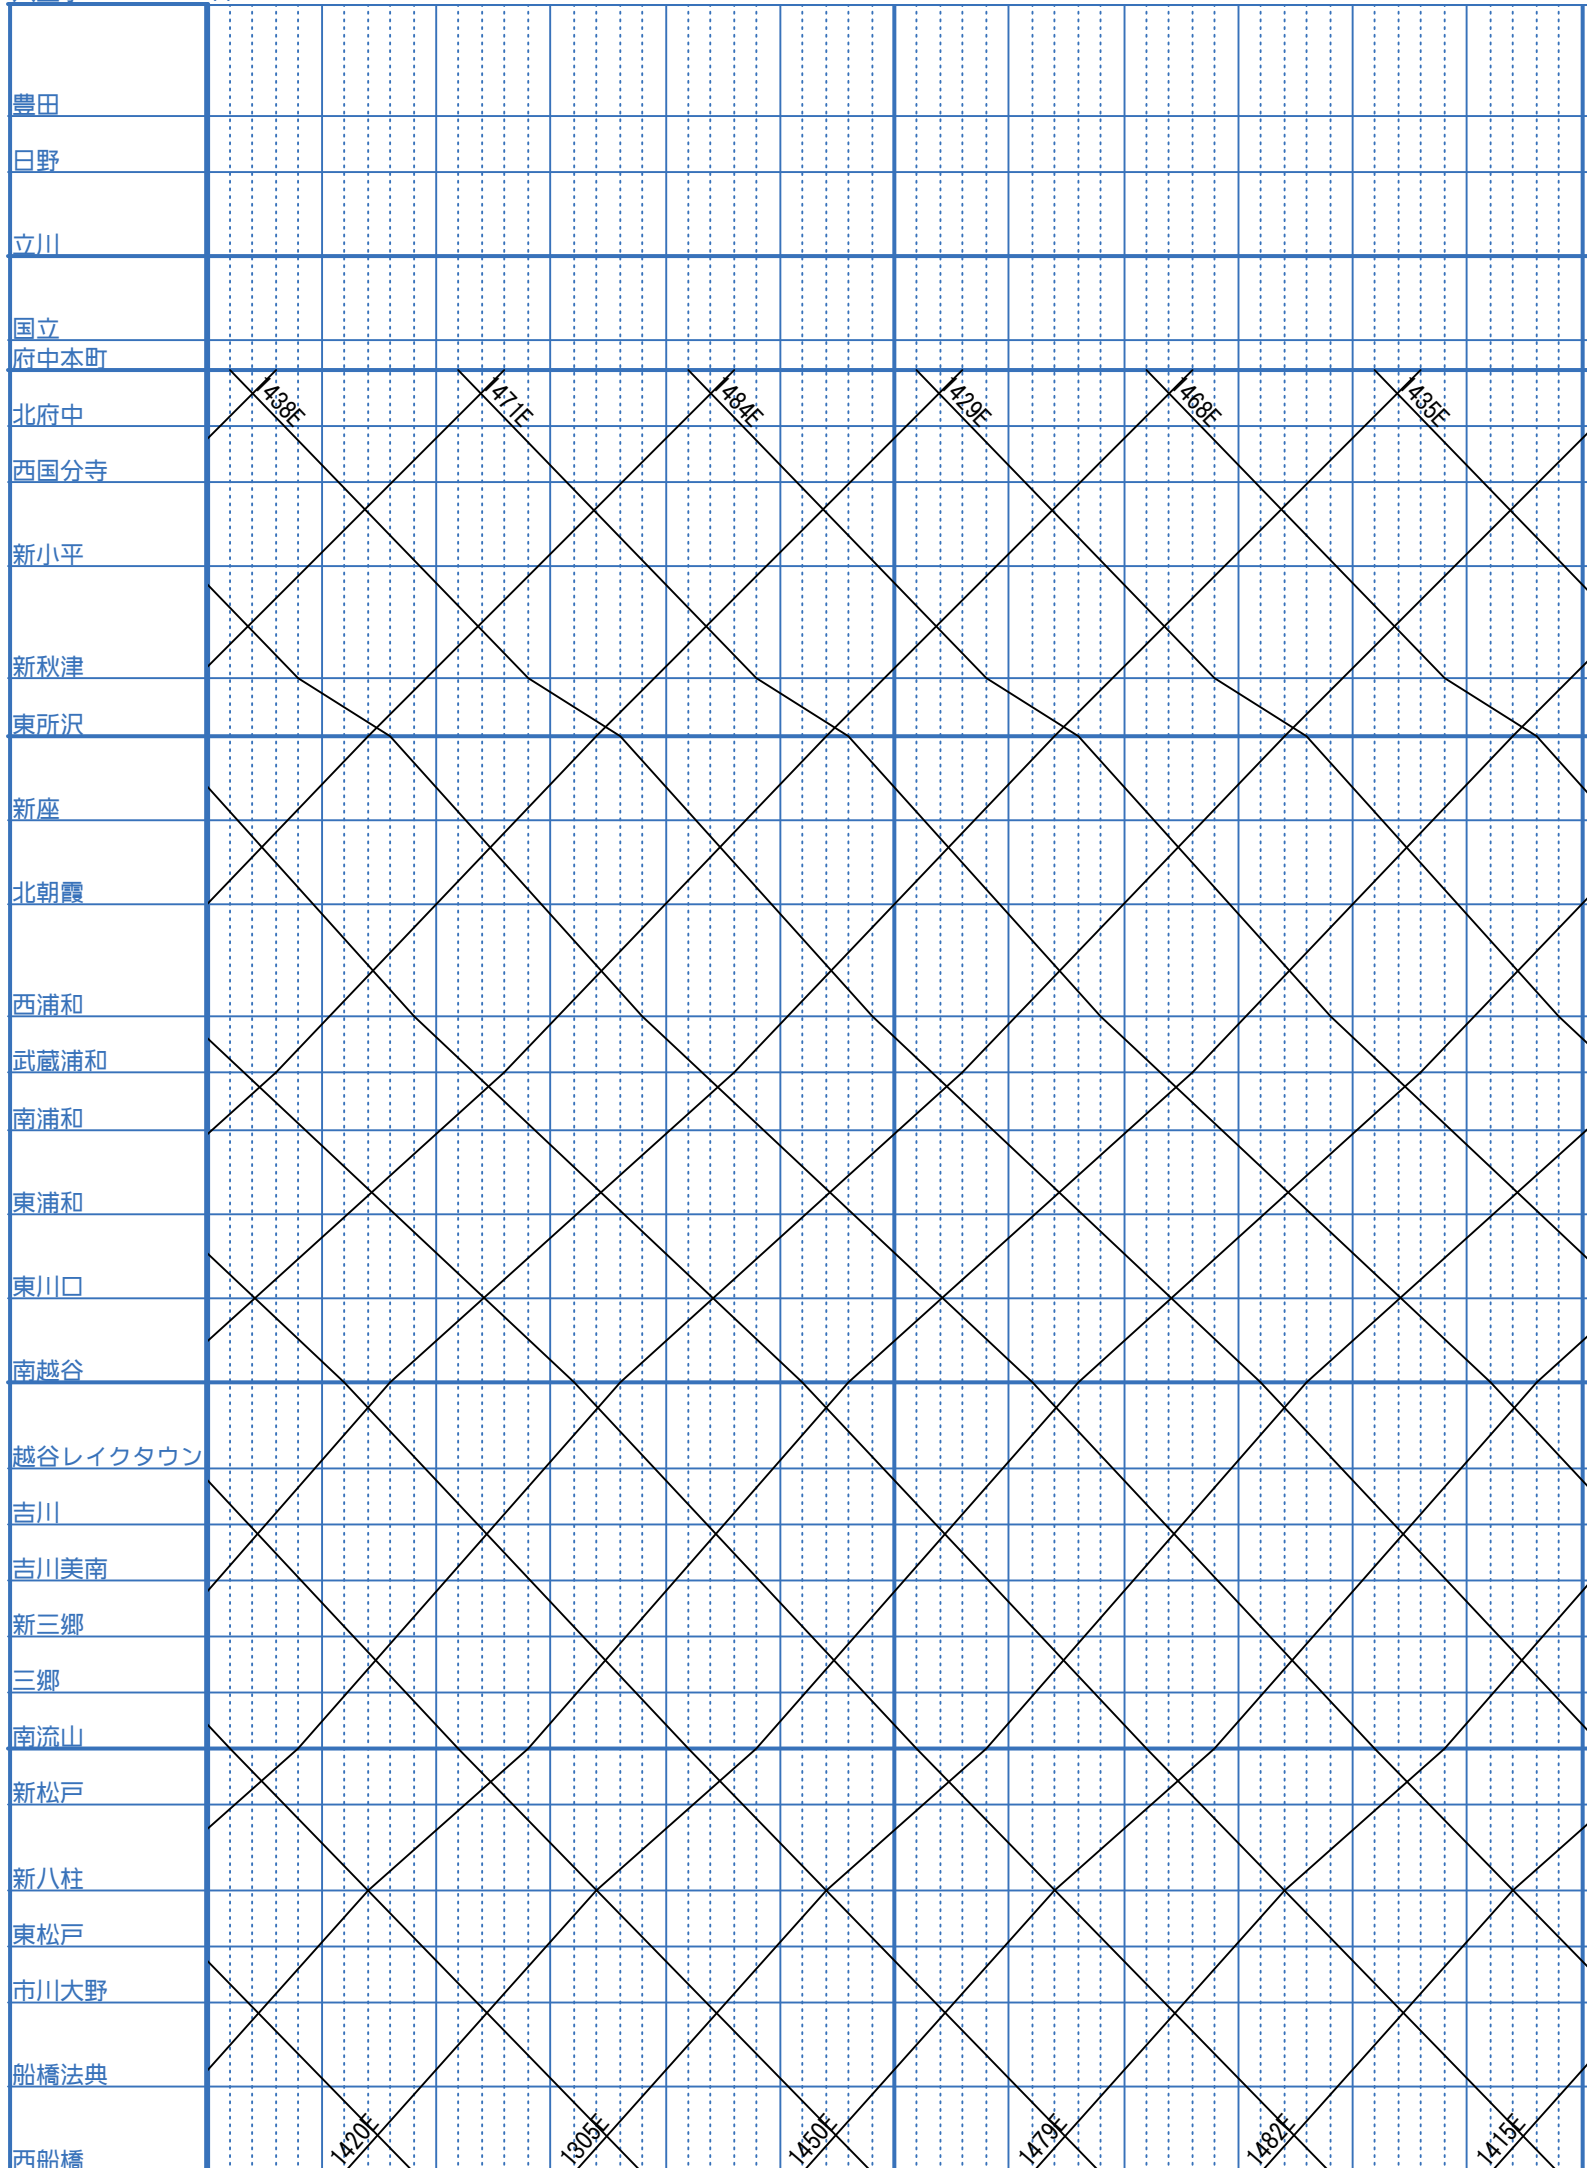 豊田
日野
立川
国立
府中本町
1438E
1471E
1484E
1429E
1468E
1435E
北府中
西国分寺
新小平
新秋津
東所沢
新座
北朝霞
西浦和
武蔵浦和
南浦和
東浦和
東川口
南越谷
越谷レイクタウン
吉川
吉川美南
新三郷
三郷
南流山
新松戸
新八柱
東松戸
市川大野
船橋法典
1420E
1305E
1450E
1479E
1482E
1415E
西船橋